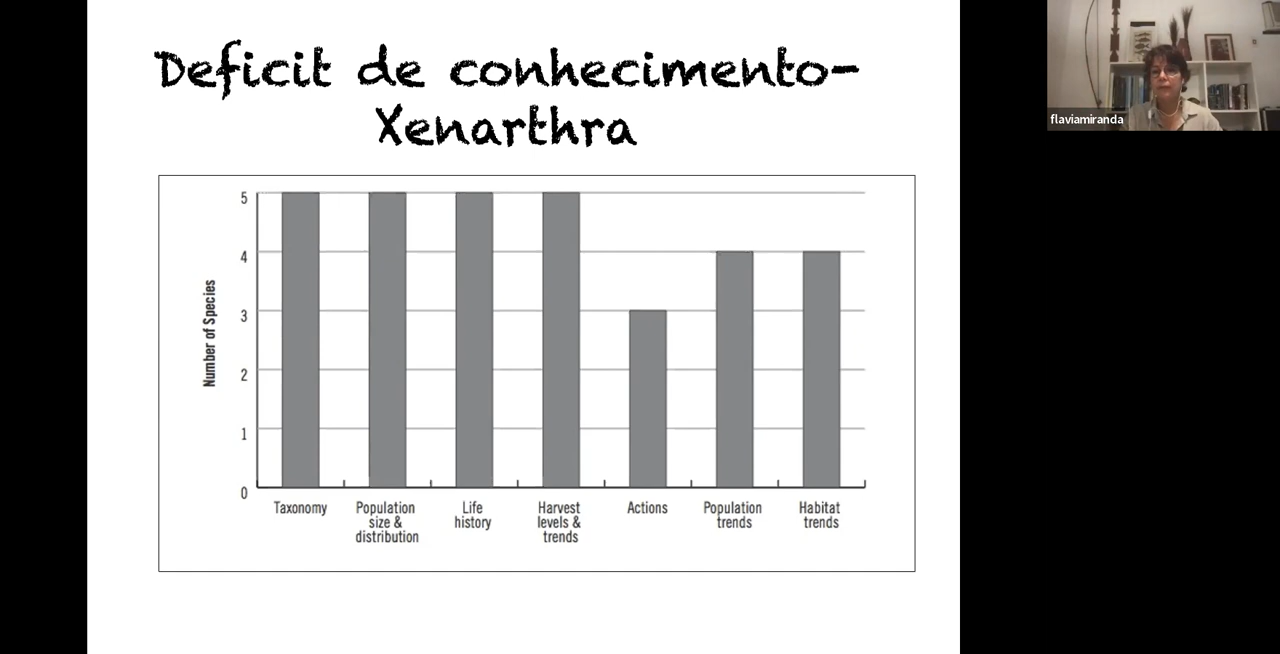 Deficit de conhecimento-
Xenarthra
flaviamiranda
Number of Species
5
4
3
2
1
0
Taxonomy
Population
size &
distribution
Life
history
Harvest
levels &
trends
Actions
Population
trends
Habitat
trends